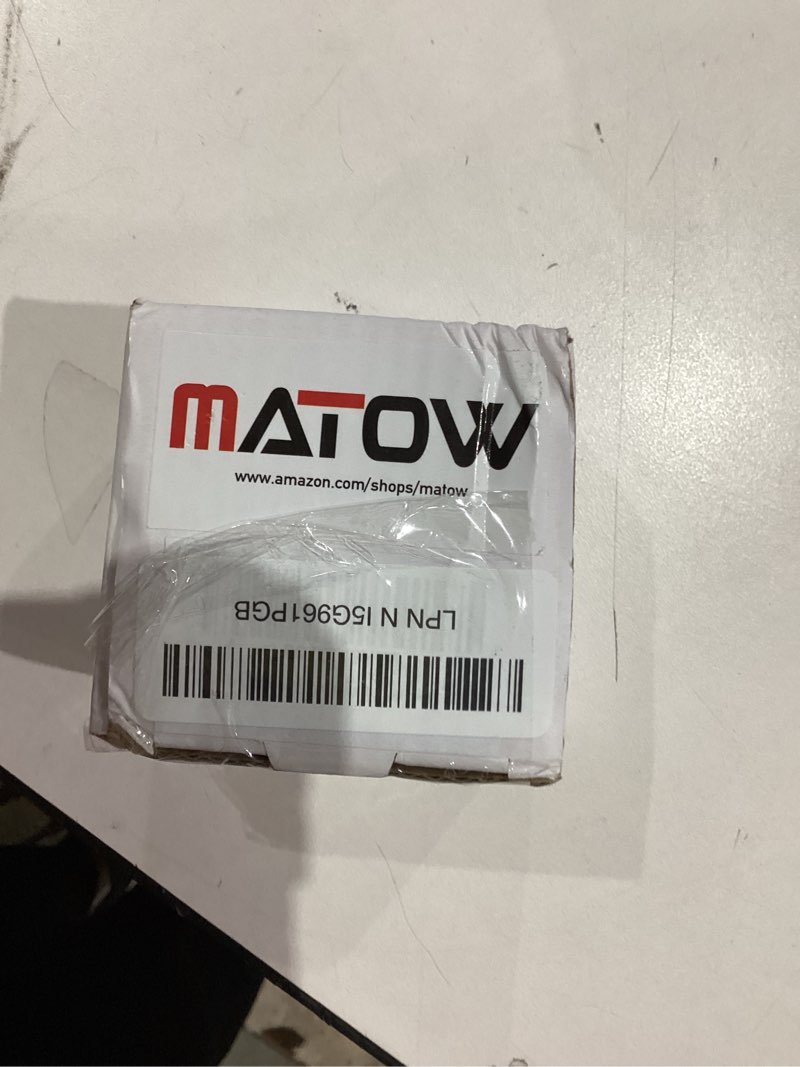 MATOW
www.amazon.com/shops/matow
LPN N I5G961PGB